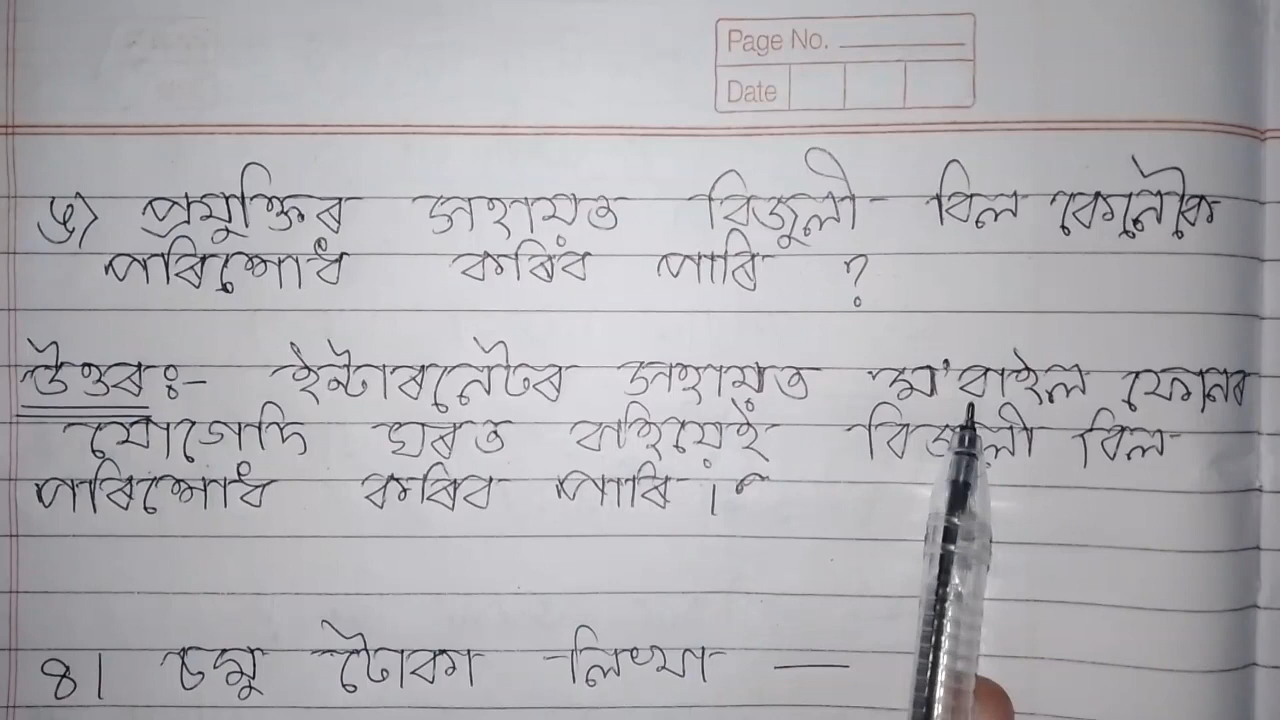 Page No.
Date
ঙ) প্ৰযুক্তিৰ সহায়ত বিজুলী বিল কেনেকৈ
পৰিশোধ কৰিব পাৰি ?
উত্তৰঃ- ইন্টাৰনেটৰ সহায়ত ম'বাইল ফোনৰ
যোগেদি ঘৰত বহিয়েই বিজুলী বিল
পৰিশোধ কৰিব পাৰি ।
৪। চমু টোকা লিখা —